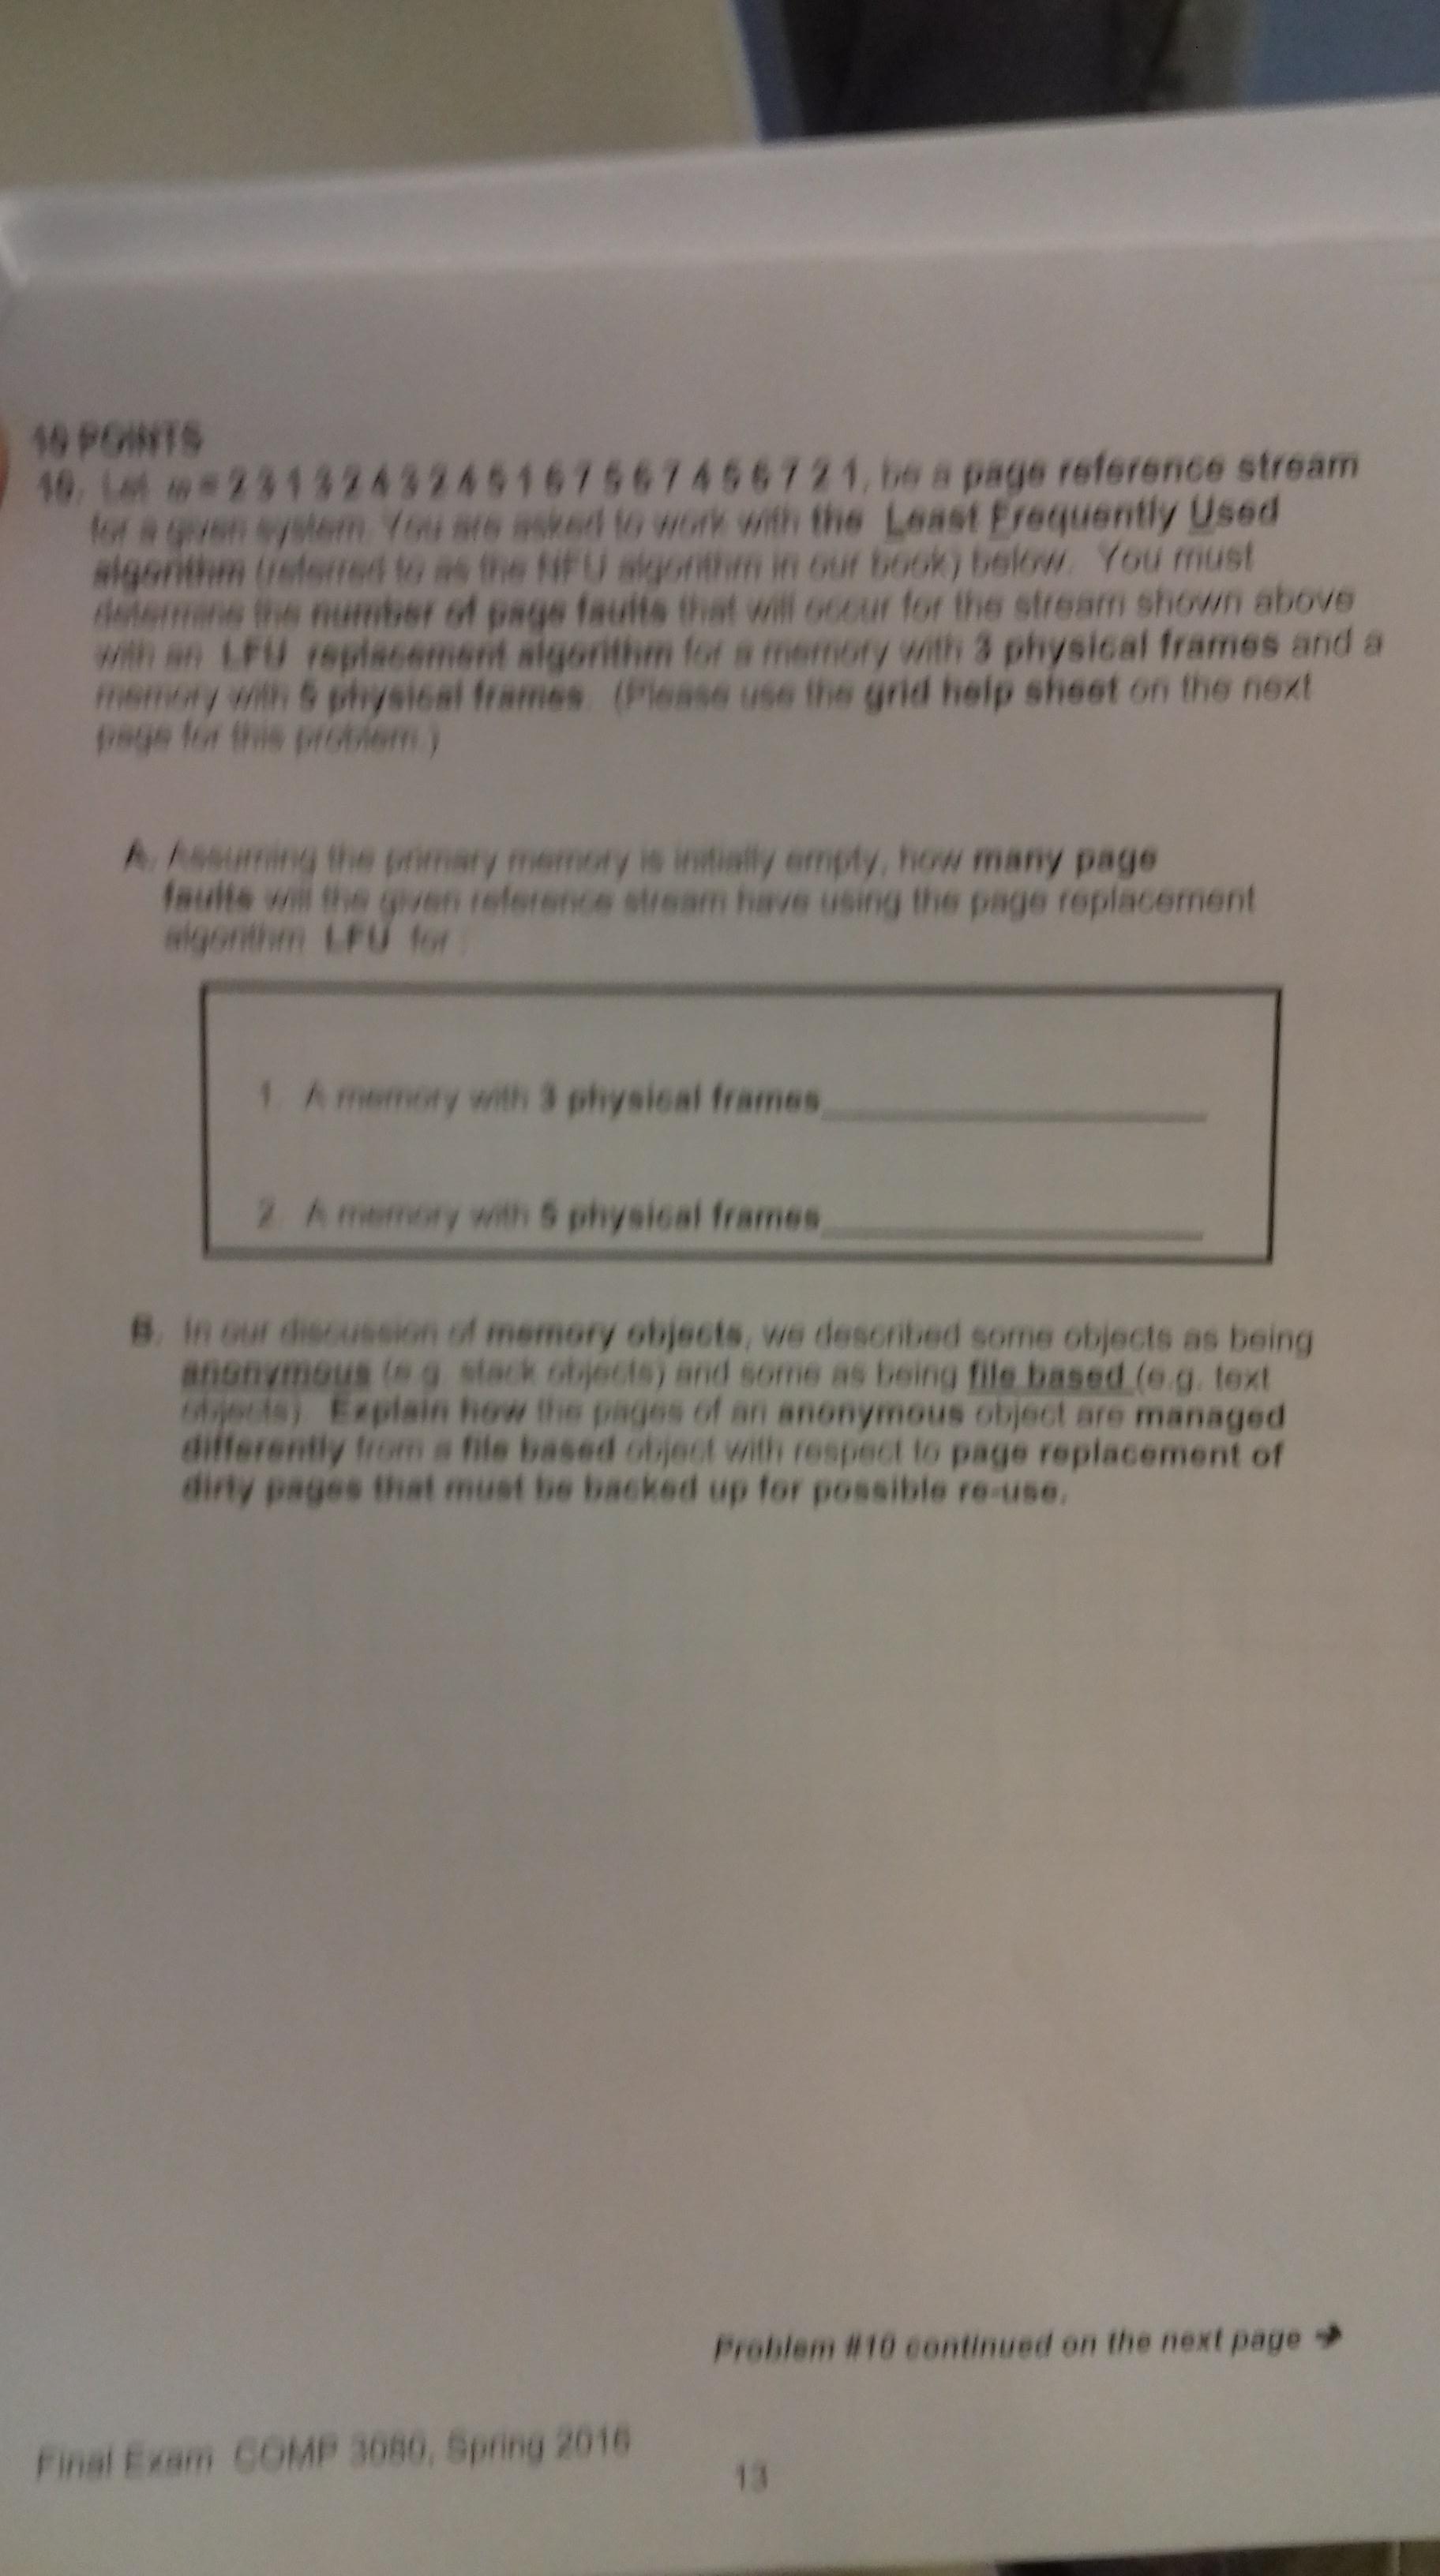 10 POINTS
10. Let w = 2 3 1 3 2 4 3 2 4 5 1 6 7 5 6 7 4 5 6 7 2 1, be a page reference stream
for a given system. You are asked to work with the Least Frequently Used
algorithm (referred to as the NFU algorithm in our book) below. You must
determine the number of page faults that will occur for the stream shown above
with an LFU replacement algorithm for a memory with 3 physical frames and a
memory with 5 physical frames. (Please use the grid help sheet on the next
page for this problem.)
A. Assuming the primary memory is initially empty, how many page
faults will the given reference stream have using the page replacement
algorithm LFU for :
1. A memory with 3 physical frames
2. A memory with 5 physical frames
B. In our discussion of memory objects, we described some objects as being
anonymous (e.g. stack objects) and some as being file based (e.g. text
objects). Explain how the pages of an anonymous object are managed
differently from a file based object with respect to page replacement of
dirty pages that must be backed up for possible re-use.
Problem #10 continued on the next page ➔
Final Exam COMP 3080, Spring 2016
13